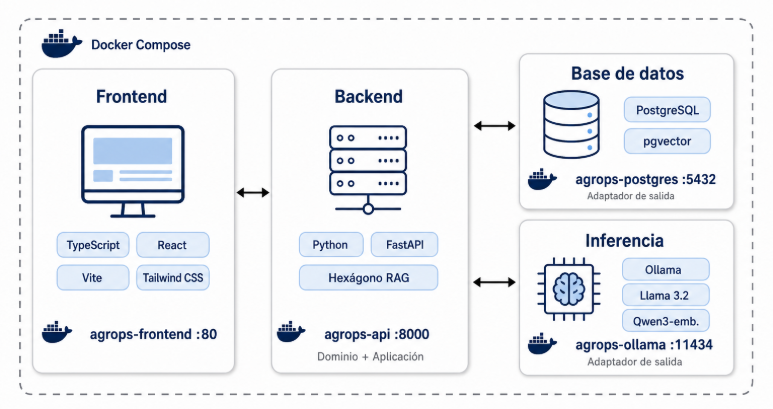 Docker Compose
Frontend
TypeScript
React
Vite
Tailwind CSS
agrops-frontend :80
Backend
Python
FastAPI
Hexágono RAG
agrops-api :8000
Dominio + Aplicación
Base de datos
PostgreSQL
pgvector
agrops-postgres :5432
Adaptador de salida
Inferencia
Ollama
Llama 3.2
Qwen3-emb.
agrops-ollama :11434
Adaptador de salida